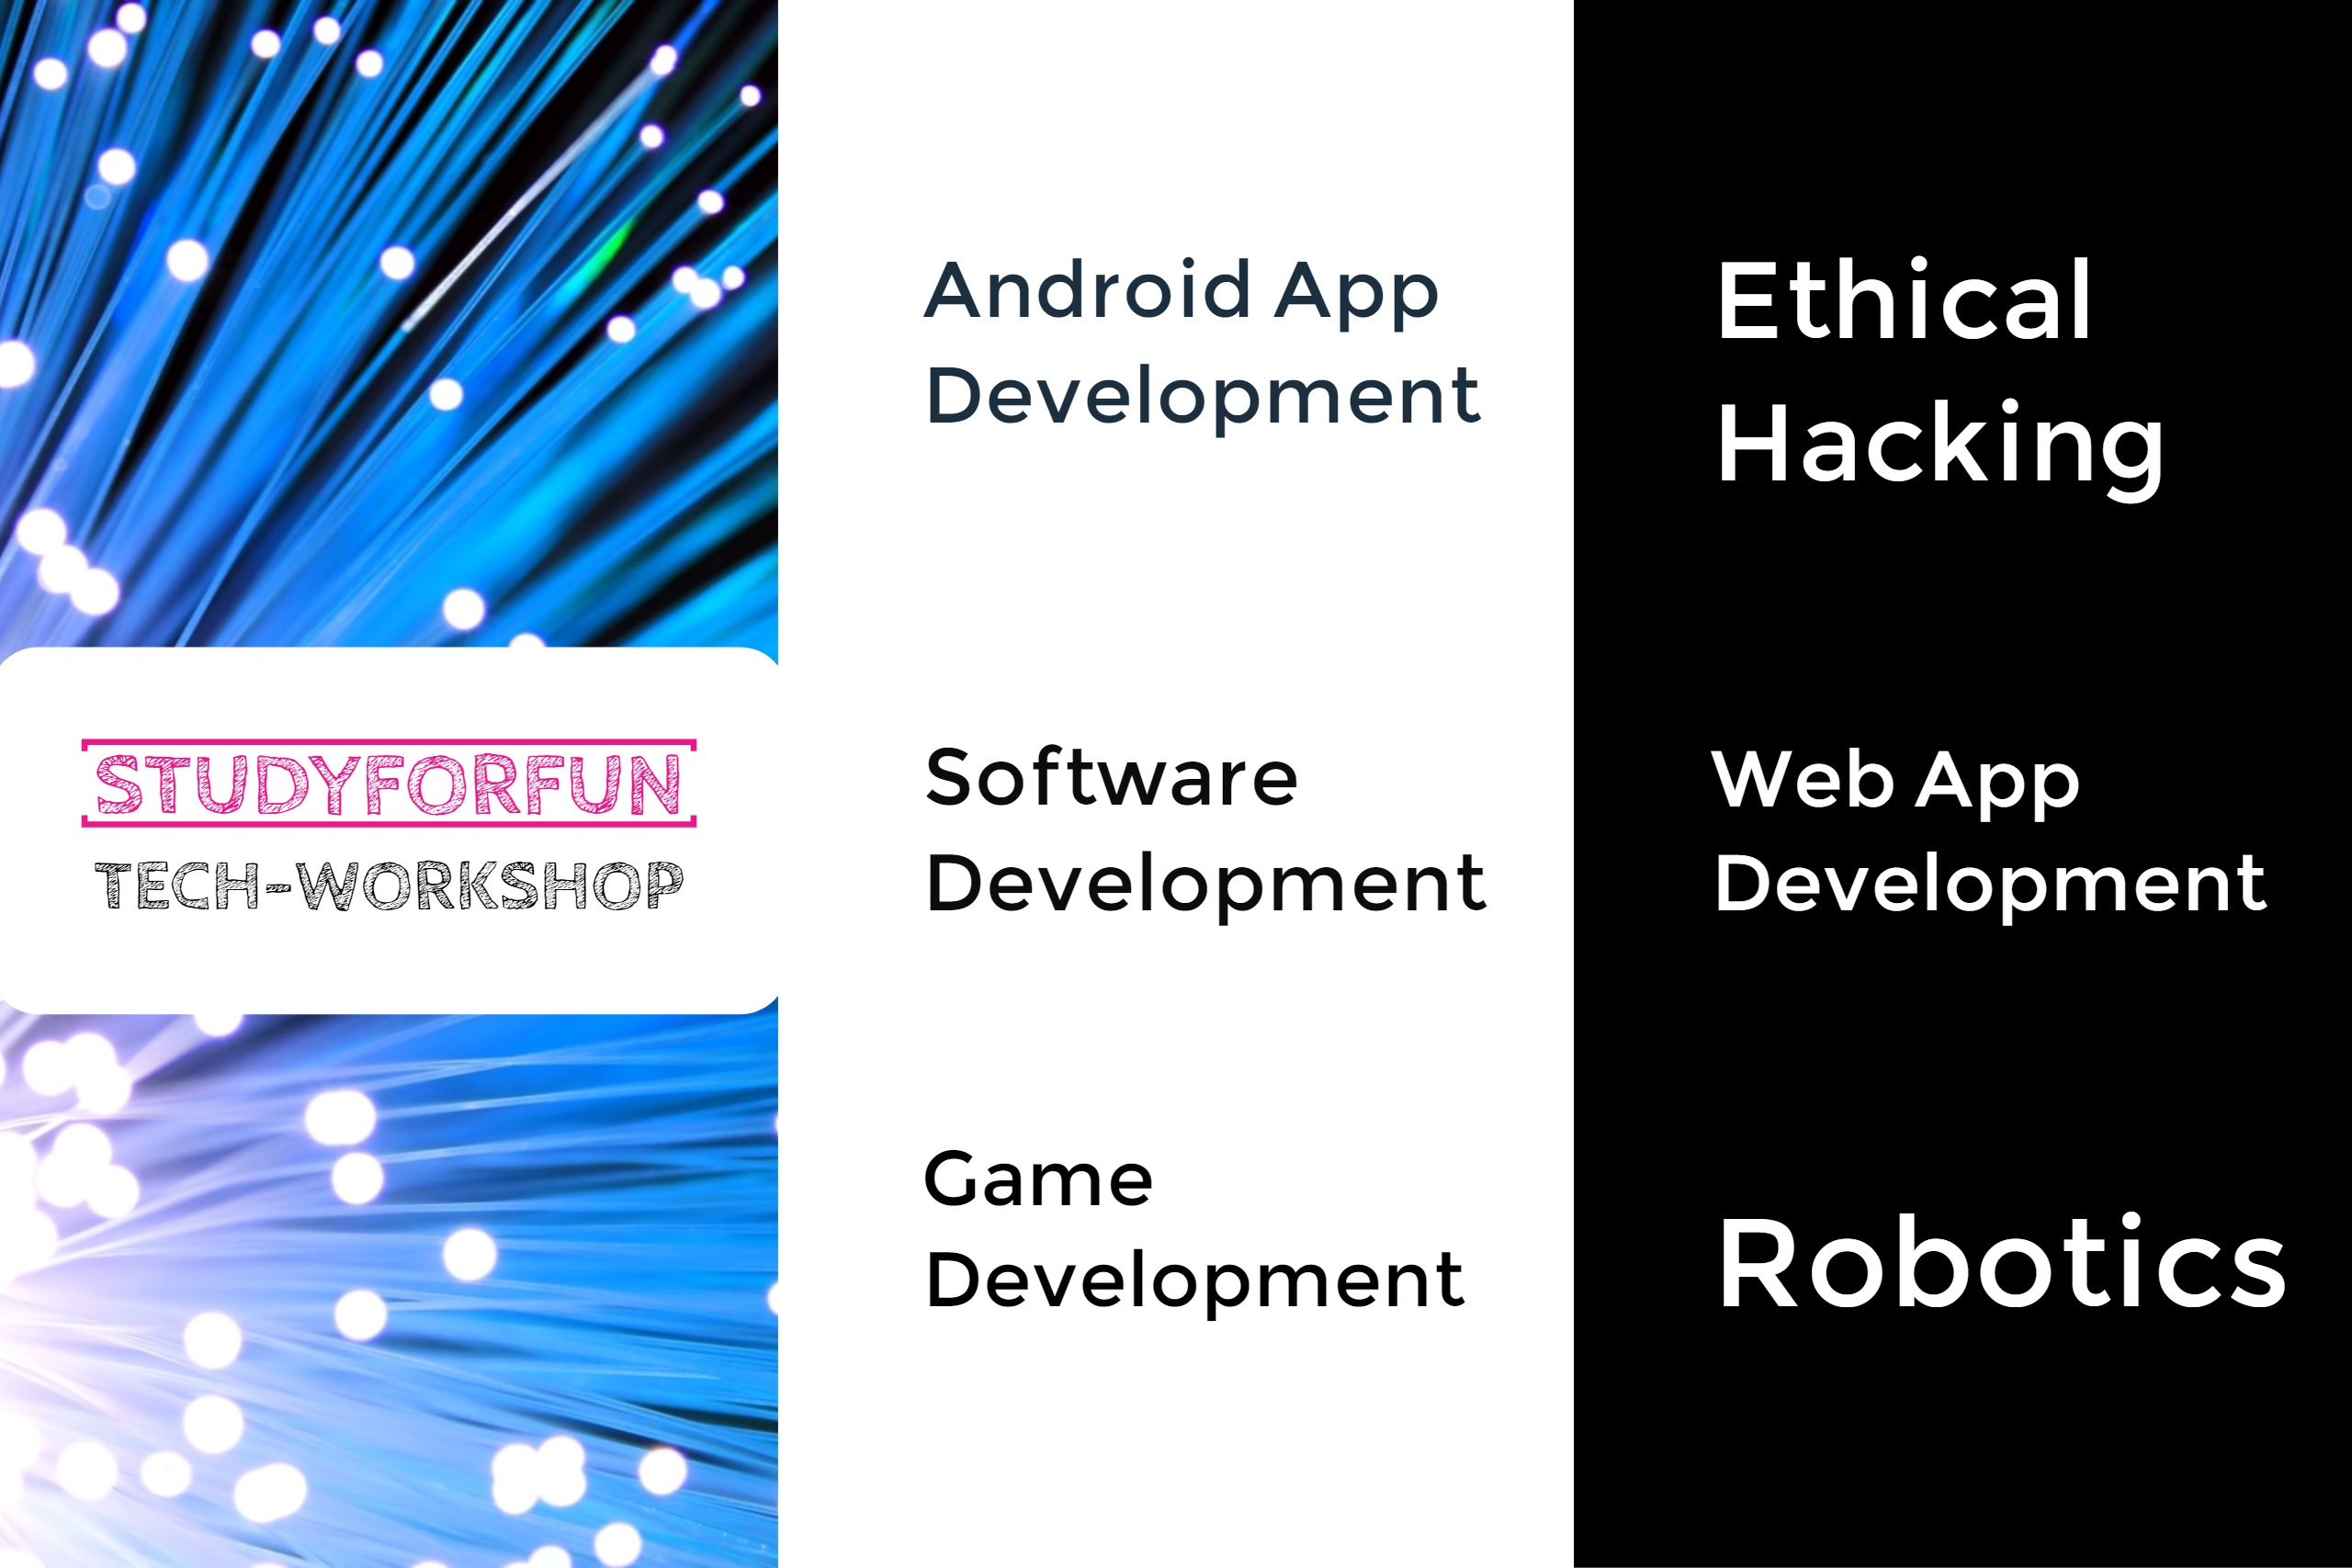 STUDYFORFUN
TECH-WORKSHOP
Android App
Development
Software
Development
Game
Development
Ethical
Hacking
Web App
Development
Robotics